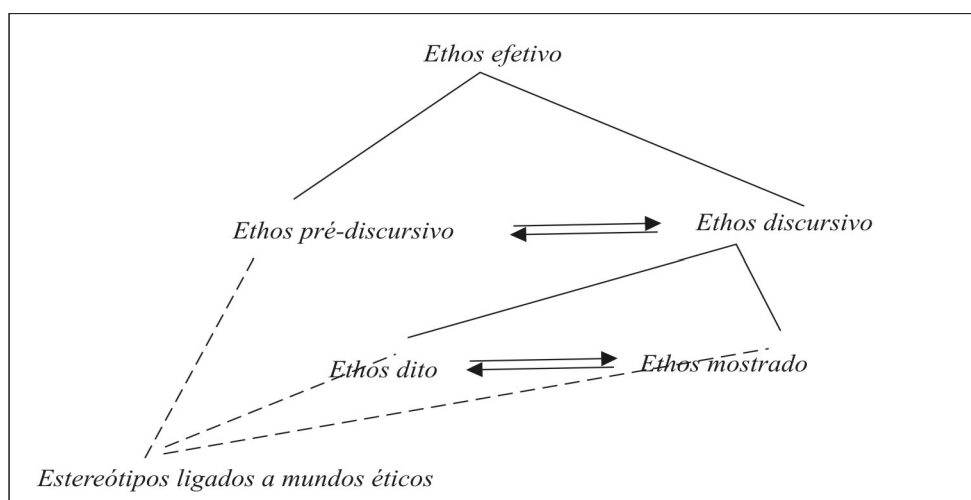 Ethos efetivo
Ethos pré-discursivo
Ethos discursivo
Ethos dito
Ethos mostrado
Estereótipos ligados a mundos éticos